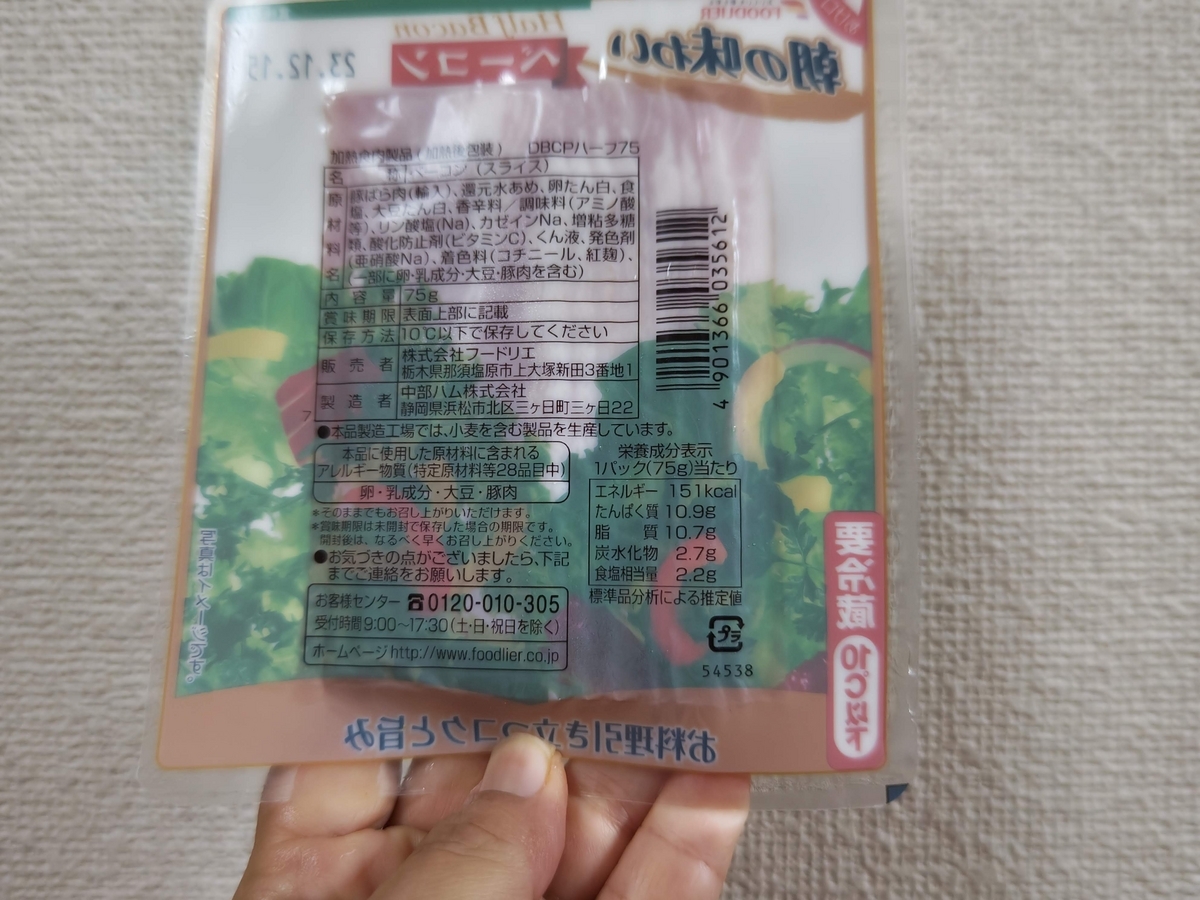 FOODLIER
Half Bacon
朝の味わい
ベーコン
23.12.15
加熱食肉製品(加熱後包装) DBCPハーフ75
名 ベーコン(スライス)
原材料名
豚ばら肉(輸入)、還元水あめ、卵たん白、食
塩、大豆たん白、香辛料/調味料(アミノ酸
等)、リン酸塩(Na)、カゼインNa、増粘多糖
類、酸化防止剤(ビタミンC)、くん液、発色剤
(亜硝酸Na)、着色料(コチニール、紅麹)、
(一部に卵・乳成分・大豆・豚肉を含む)
内容量 75g
賞味期限 表面上部に記載
保存方法 10℃以下で保存してください
販売者 株式会社フードリエ
栃木県那須塩原市上大塚新田3番地1
製造者 中部ハム株式会社
静岡県浜松市北区三ヶ日町三ヶ日22
4 901366 035612
●本品製造工場では、小麦を含む製品を生産しています。
本品に使用した原材料に含まれる
アレルギー物質(特定原材料等28品目中)
卵・乳成分・大豆・豚肉
*そのままでもお召し上がりいただけます。
*賞味期限は未開封で保存した場合の期限です。
開封後は、なるべく早くお召し上がりください。
●お気づきの点がございましたら、下記
までご連絡をお願いします。
お客様センター ☎0120-010-305
受付時間9:00〜17:30(土・日・祝日を除く)
ホームページhttp://www.foodlier.co.jp
栄養成分表示
1パック(75g)当たり
エネルギー 151kcal
たんぱく質 10.9g
脂質 10.7g
炭水化物 2.7g
食塩相当量 2.2g
標準品分析による推定値
プラ
54538
写真はイメージです。
要冷蔵
10℃以下
お料理引き立つコクと旨み